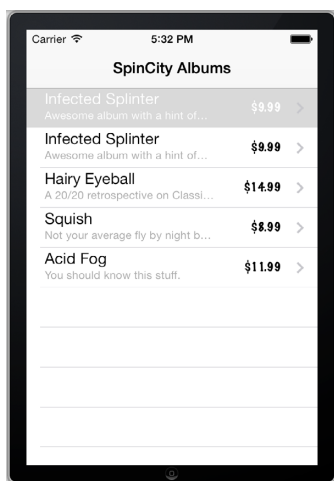 Carrier 5:32 PM
SpinCity Albums
Infected Splinter
Awesome album with a hint of...
$9.99
Infected Splinter
Awesome album with a hint of...
$9.99
Hairy Eyeball
A 20/20 retrospective on Classi...
$14.99
Squish
Not your average fly by night b...
$8.99
Acid Fog
You should know this stuff.
$11.99